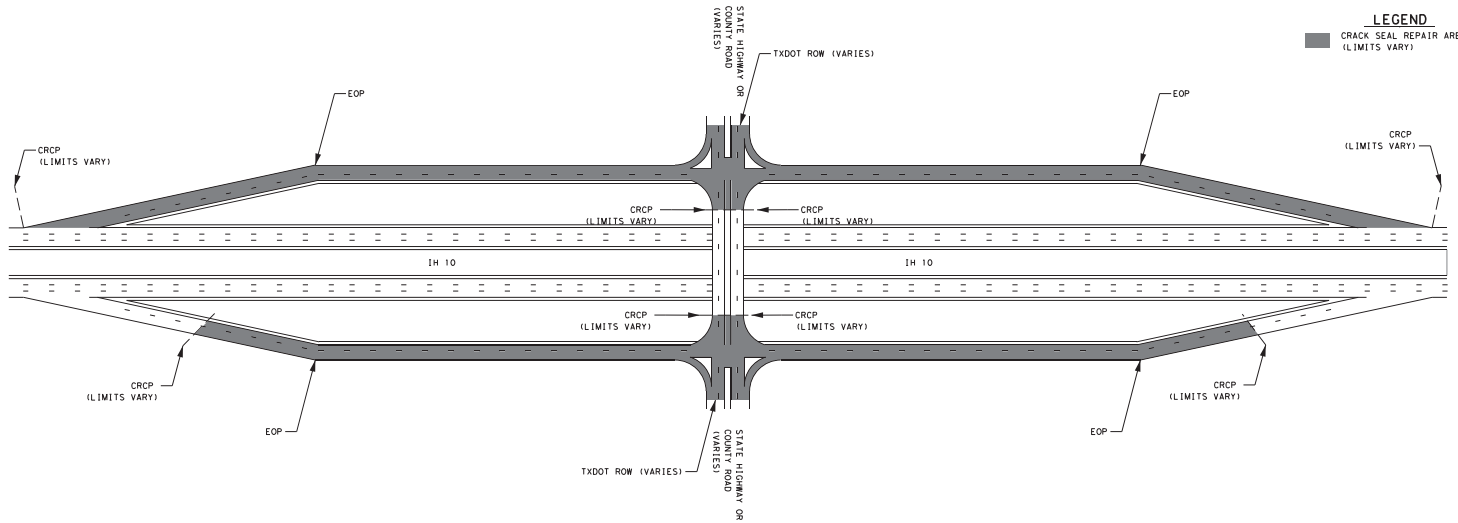 STATE HIGHWAY OR
COUNTY ROAD
(VARIES)
LEGEND
CRACK SEAL REPAIR ARE
(LIMITS VARY)
TXDOT ROW (VARIES)
EOP
EOP
CRCP
(LIMITS VARY)
CRCP
(LIMITS VARY)
CRCP
(LIMITS VARY)
CRCP
(LIMITS VARY)
IH 10
IH 10
CRCP
(LIMITS VARY)
CRCP
(LIMITS VARY)
CRCP
(LIMITS VARY)
CRCP
(LIMITS VARY)
EOP
EOP
STATE HIGHWAY OR
COUNTY ROAD
(VARIES)
TXDOT ROW (VARIES)